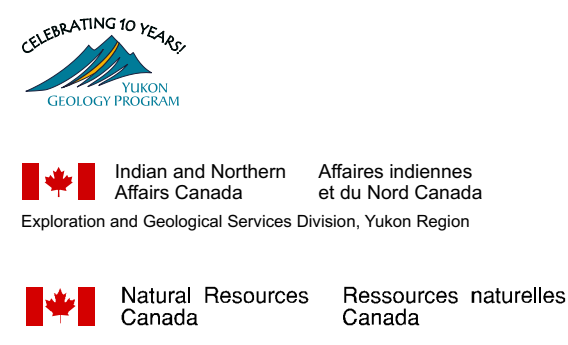 CELEBRATING 10 YEARS!
YUKON
GEOLOGY PROGRAM
Indian and Northern Affaires indiennes
Affairs Canada et du Nord Canada
Exploration and Geological Services Division, Yukon Region
Natural Resources Ressources naturelles
Canada Canada